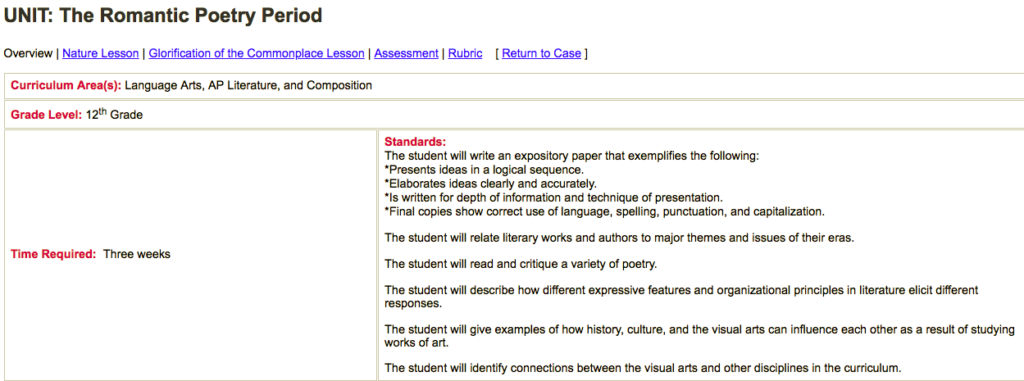 UNIT: The Romantic Poetry Period
Overview | Nature Lesson | Glorification of the Commonplace Lesson | Assessment | Rubric [ Return to Case ]
Curriculum Area(s): Language Arts, AP Literature, and Composition
Grade Level: 12th Grade
Time Required: Three weeks
Standards:
The student will write an expository paper that exemplifies the following:
*Presents ideas in a logical sequence.
*Elaborates ideas clearly and accurately.
*Is written for depth of information and technique of presentation.
*Final copies show correct use of language, spelling, punctuation, and capitalization.
The student will relate literary works and authors to major themes and issues of their eras.
The student will read and critique a variety of poetry.
The student will describe how different expressive features and organizational principles in literature elicit different
responses.
The student will give examples of how history, culture, and the visual arts can influence each other as a result of studying
works of art.
The student will identify connections between the visual arts and other disciplines in the curriculum.